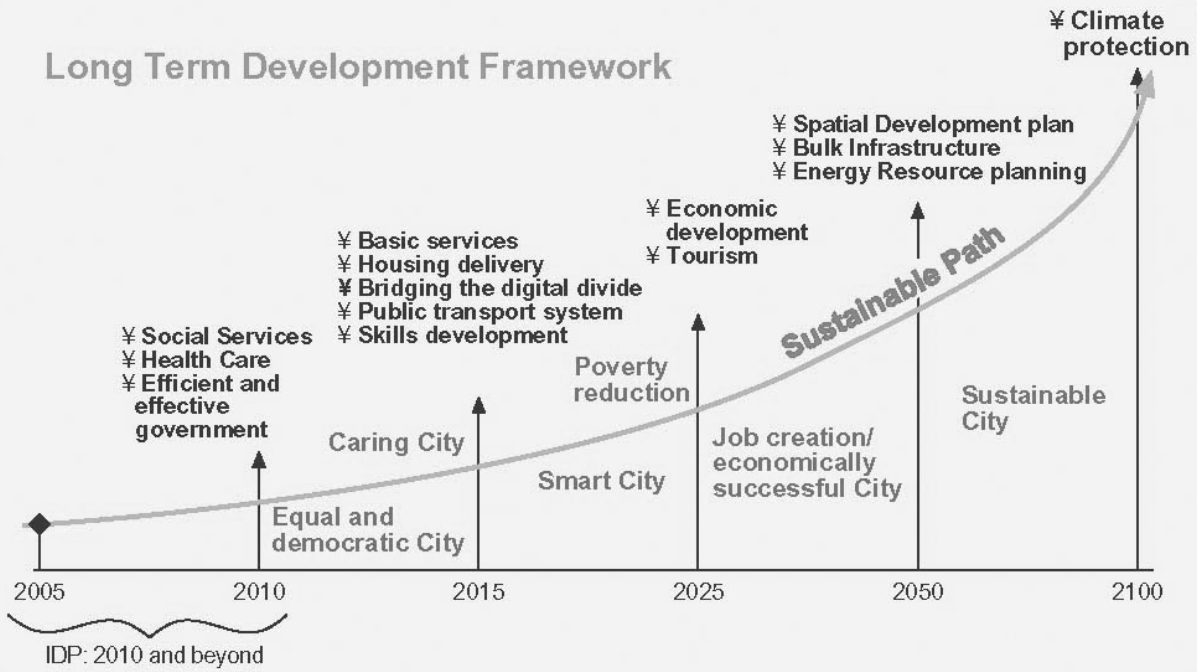 Long Term Development Framework
¥ Climate
protection
¥ Spatial Development plan
¥ Bulk Infrastructure
¥ Energy Resource planning
¥ Economic
development
¥ Tourism
¥ Basic services
¥ Housing delivery
¥ Bridging the digital divide
¥ Public transport system
¥ Skills development
¥ Social Services
¥ Health Care
¥ Efficient and
effective
government
Sustainable Path
Poverty
reduction
Caring City
Smart City
Equal and
democratic City
Job creation/
economically
successful City
Sustainable
City
2005
2010
2015
2025
2050
2100
IDP: 2010 and beyond